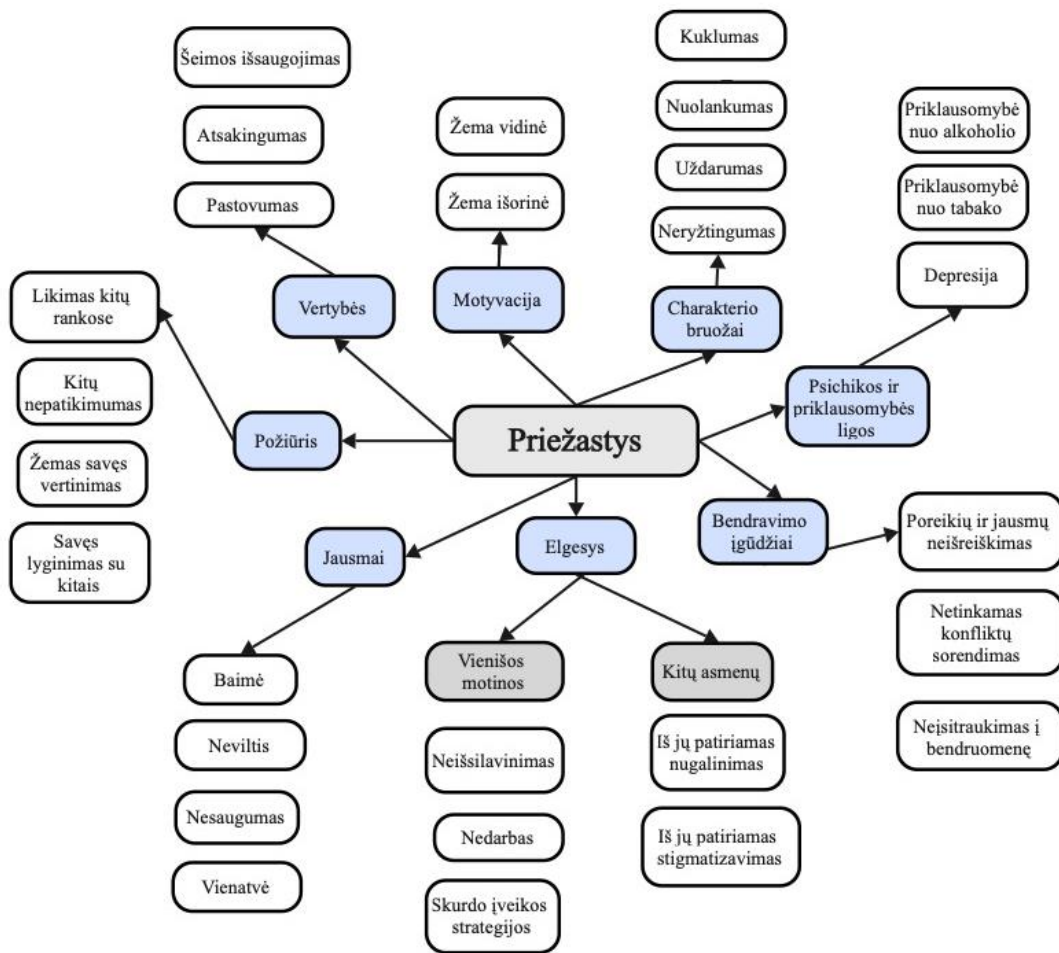 Šeimos išsaugojimas
Atsakingumas
Pastovumas
Vertybės
Žema vidinė
Žema išorinė
Motyvacija
Kuklumas
Nuolankumas
Uždarumas
Neryžtingumas
Charakterio
bruožai
Priklausomybė
nuo alkoholio
Priklausomybė
nuo tabako
Depresija
Psichikos ir
priklausomybės
ligos
Likimas kitų
rankose
Kitų
nepatikimumas
Žemas savęs
vertinimas
Savęs
lyginimas su
kitais
Požiūris
Priežastys
Jausmai
Baimė
Neviltis
Nesaugumas
Vienatvė
Elgesys
Vienišos
motinos
Neišsilavinimas
Nedarbas
Skurdo įveikos
strategijos
Kitų asmenų
Iš jų patiriamas
nugalinimas
Iš jų patiriamas
stigmatizavimas
Bendravimo
įgūdžiai
Poreikių ir jausmų
neišreiškimas
Netinkamas
konfliktų
sorendimas
Neįsitraukimas į
bendruomenę